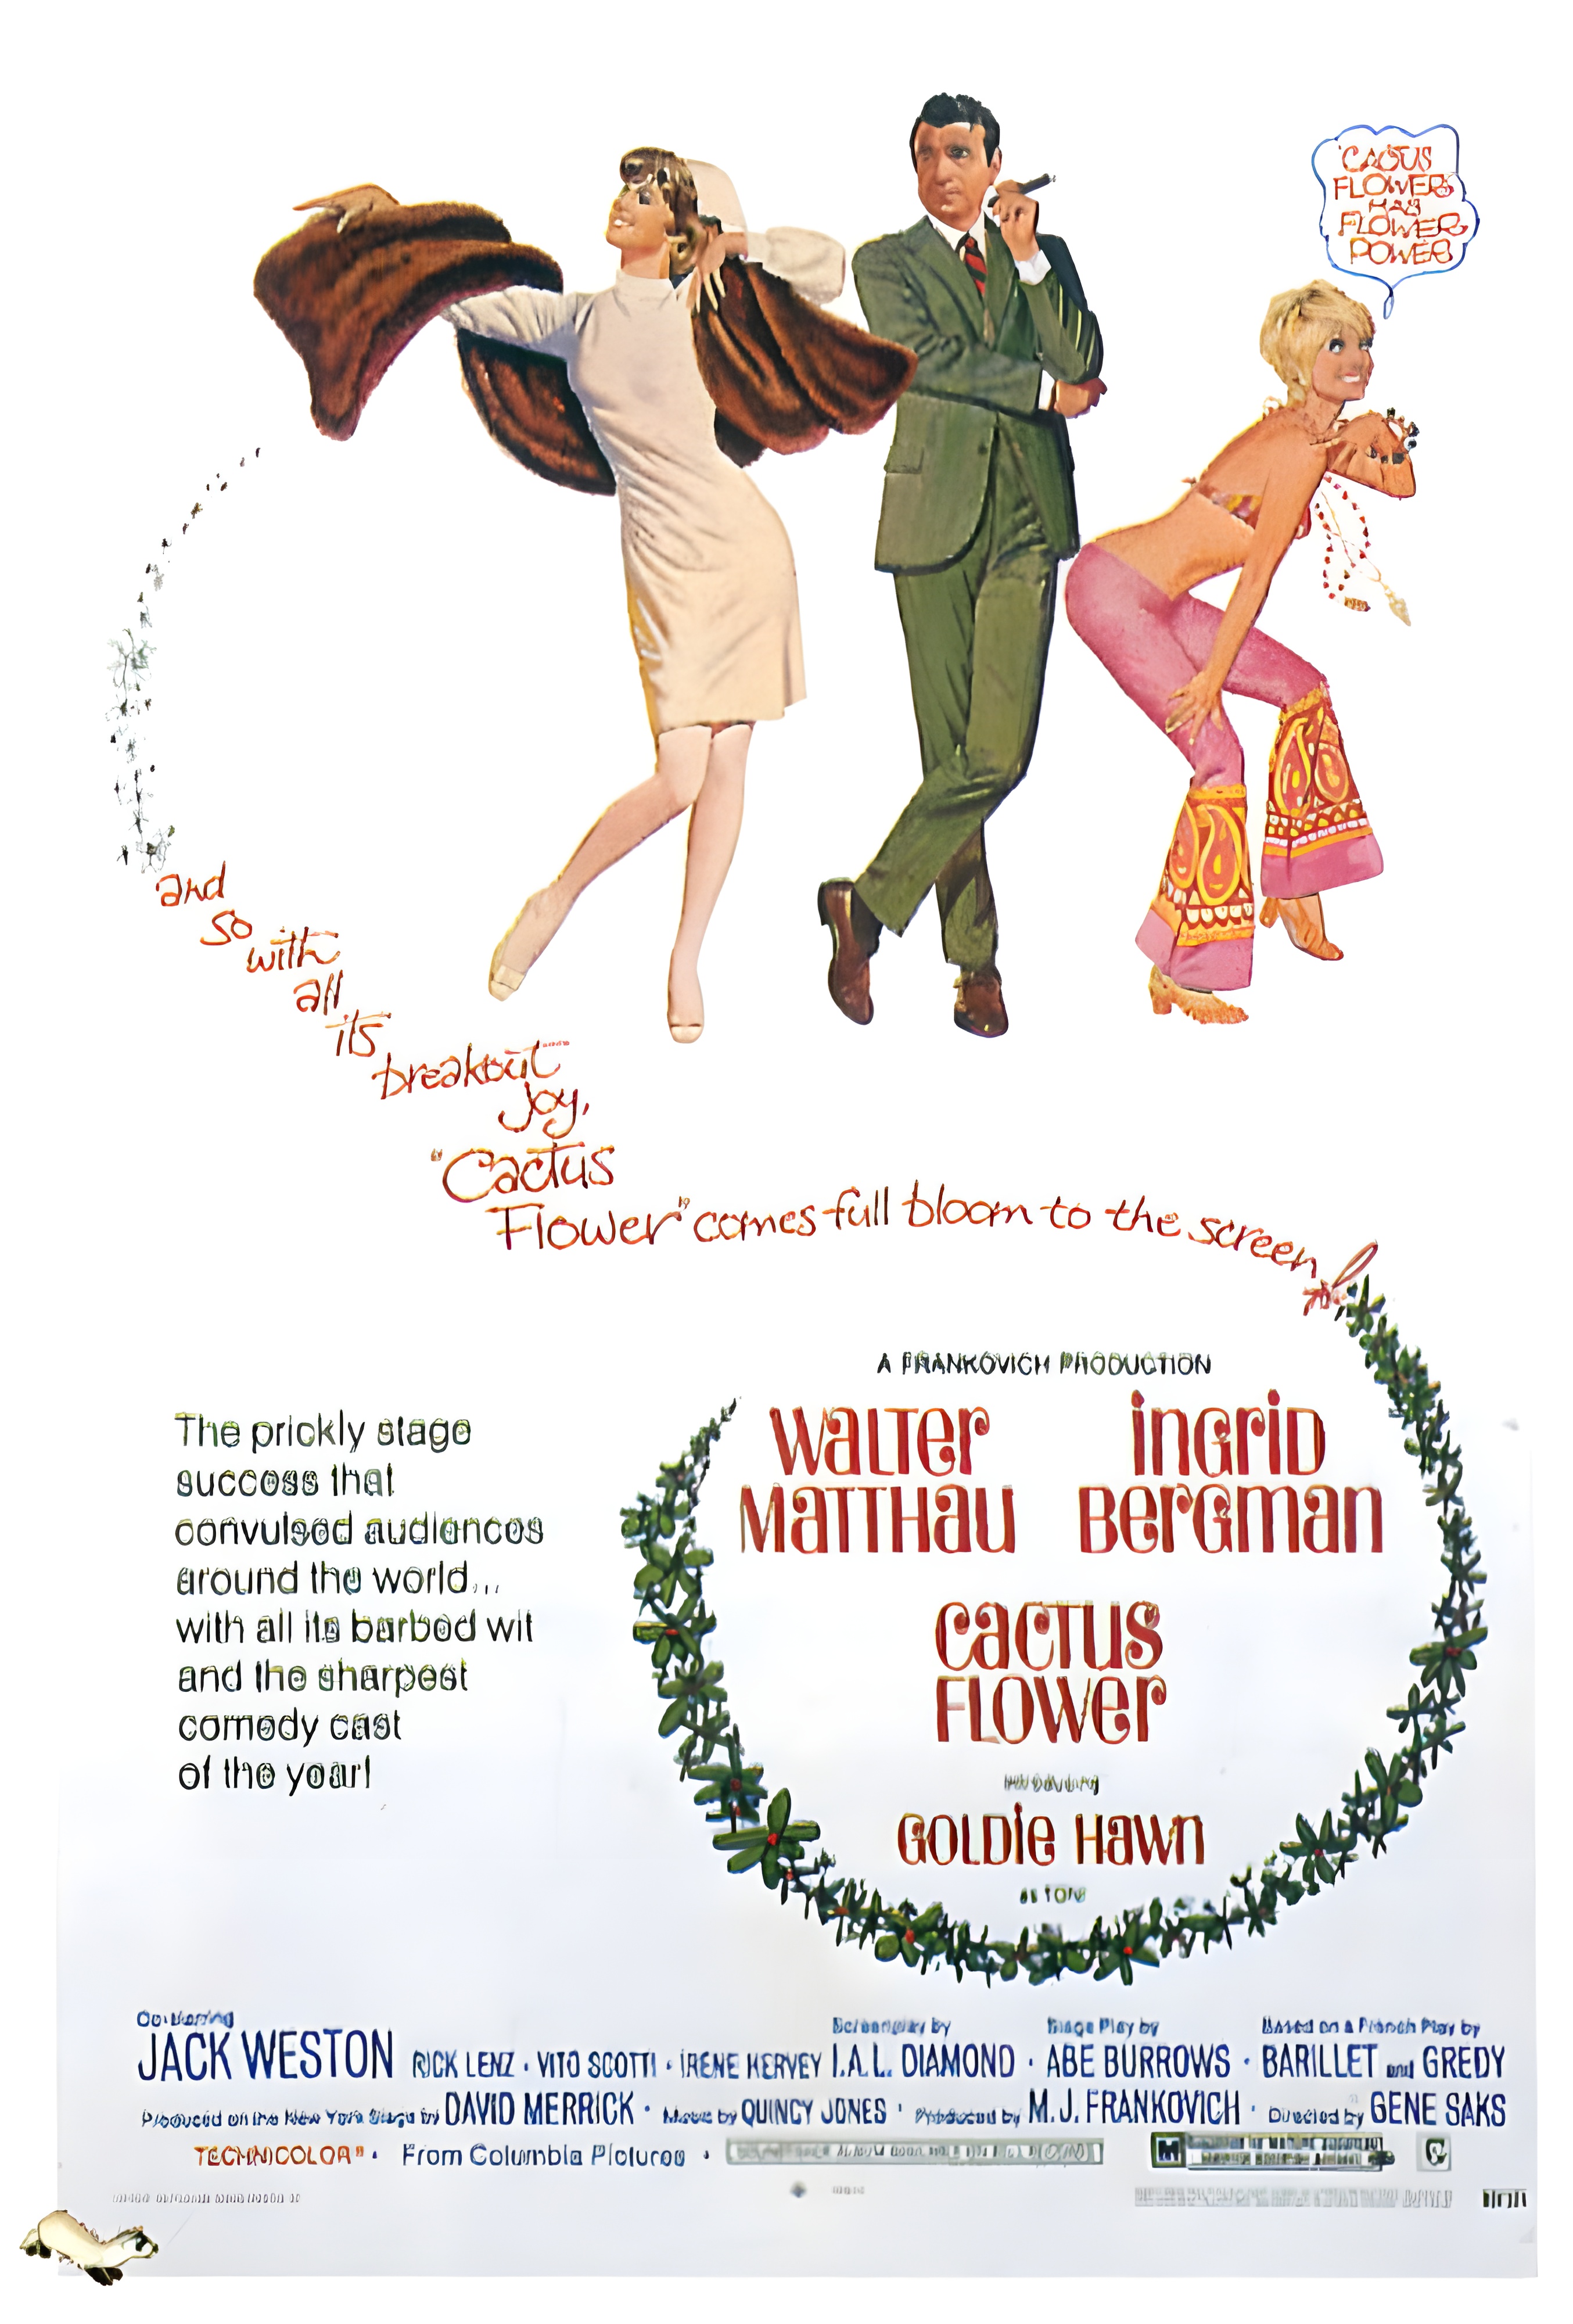 "CACTUS
FLOWER"
HAS
FLOWER
POWER
and
so
with
all
its
breakout
joy,
"Cactus
Flower" comes full bloom to the screen
A FRANKOVICH PRODUCTION
WALTER
MATTHAU
INGRID
BERGMAN
CACTUS
FLOWER
GOLDIE HAWN
The prickly stage
success that
convulsed audiences
around the world...
with all its barbed wit
and the sharpest
comedy cast
of the year!
Co-starring
JACK WESTON
RICK LENZ · VITO SCOTTI · IRENE HERVEY
Screenplay by
I.A.L. DIAMOND ·
Stage Play by
ABE BURROWS ·
Based on a French Play by
BARILLET and GREDY
Produced on the New York Stage by DAVID MERRICK · Music by QUINCY JONES · Produced by M.J. FRANKOVICH · Directed by GENE SAKS
TECHNICOLOR® · From Columbia Pictures ·
M